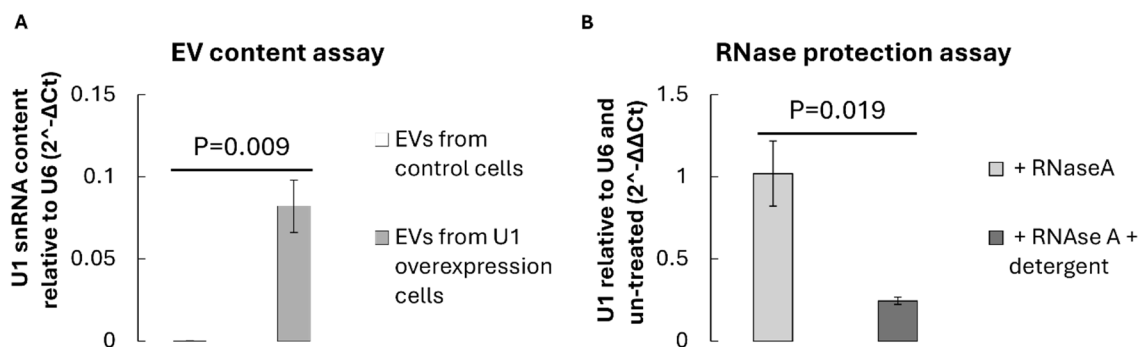 A
EV content assay
U1 snRNA content
relative to U6 (2^-ΔCt)
0.15
0.1
0.05
0
P=0.009
EVs from
control cells
EVs from U1
overexpression
cells
B
RNase protection assay
U1 relative to U6 and
un-treated (2^-ΔΔCt)
1.5
1
0.5
0
P=0.019
+ RNaseA
+ RNAse A +
detergent